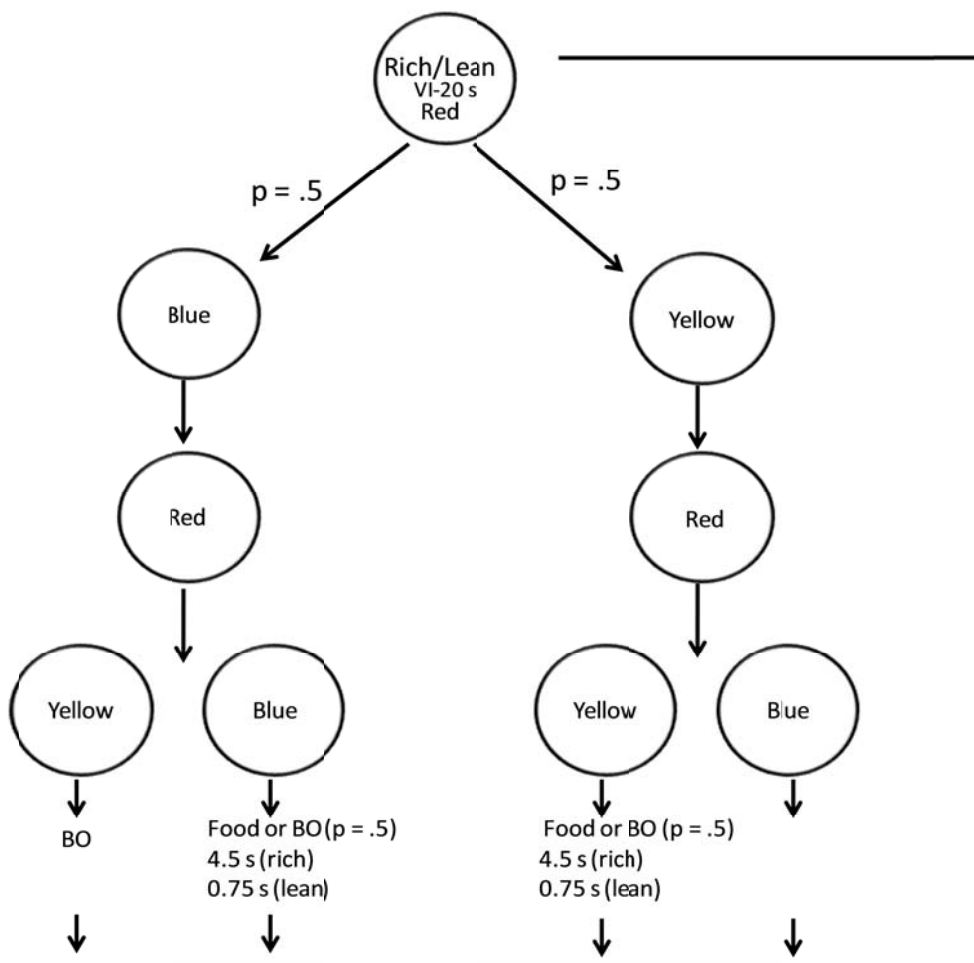 Rich/Lean
VI-20 s
Red
p = .5
p = .5
Blue
Yellow
Red
Red
Yellow
Blue
Yellow
Blue
BO
Food or BO (p = .5)
4.5 s (rich)
0.75 s (lean)
Food or BO (p = .5)
4.5 s (rich)
0.75 s (lean)